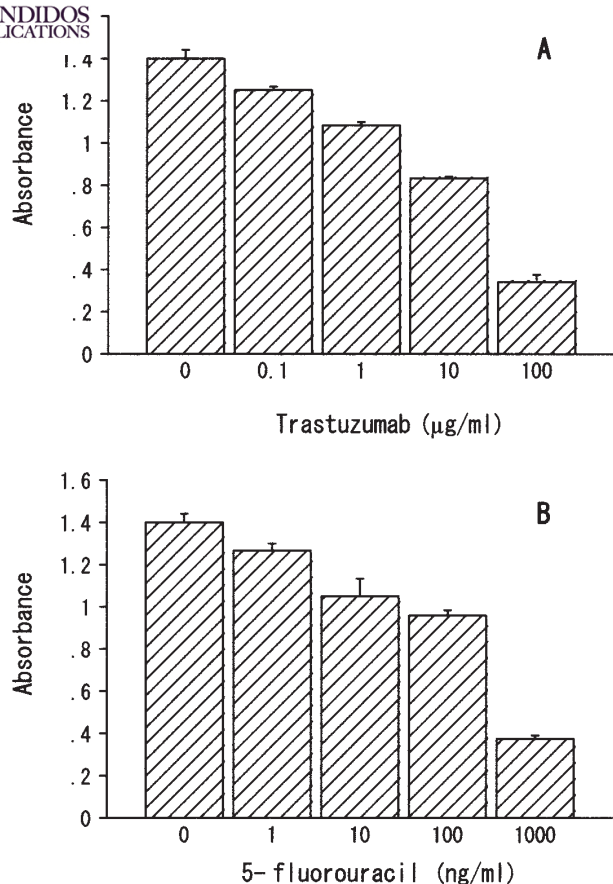 NDIDOS
LICATIONS
A
1.4
1.2
1
.8
.6
.4
.2
0
Absorbance
0 0.1 1 10 100
Trastuzumab (μg/ml)
B
1.6
1.4
1.2
1
.8
.6
.4
.2
0
Absorbance
0 1 10 100 1000
5-fluorouracil (ng/ml)